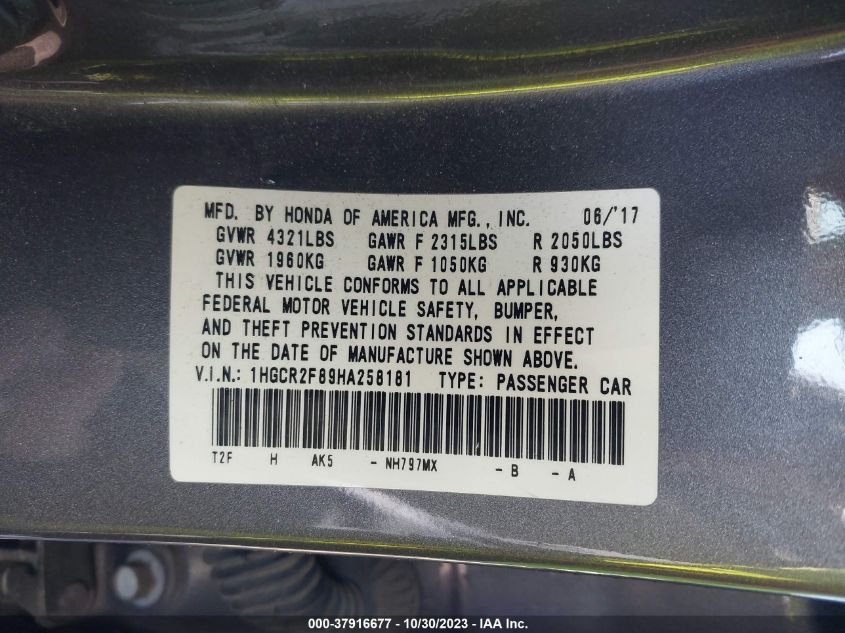 MFD. BY HONDA OF AMERICA MFG., INC. 06/'17
GVWR 4321LBS GAWR F 2315LBS R 2050LBS
GVWR 1960KG GAWR F 1050KG R 930KG
THIS VEHICLE CONFORMS TO ALL APPLICABLE
FEDERAL MOTOR VEHICLE SAFETY, BUMPER,
AND THEFT PREVENTION STANDARDS IN EFFECT
ON THE DATE OF MANUFACTURE SHOWN ABOVE.
V.I.N.: 1HGCR2F89HA258181 TYPE: PASSENGER CAR
T2F H AK5 - NH797MX - B - A
000-37916677 - 10/30/2023 - IAA Inc.